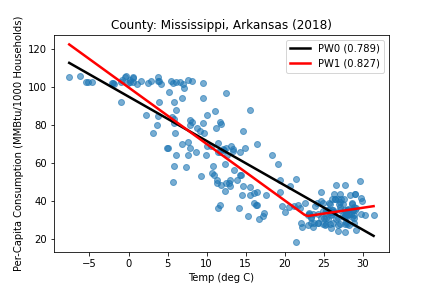 County: Mississippi, Arkansas (2018)
Per-Capita Consumption (MMBtu/1000 Households)
120
100
80
60
40
20
PW0 (0.789)
PW1 (0.827)
−5 0 5 10 15 20 25 30
Temp (deg C)